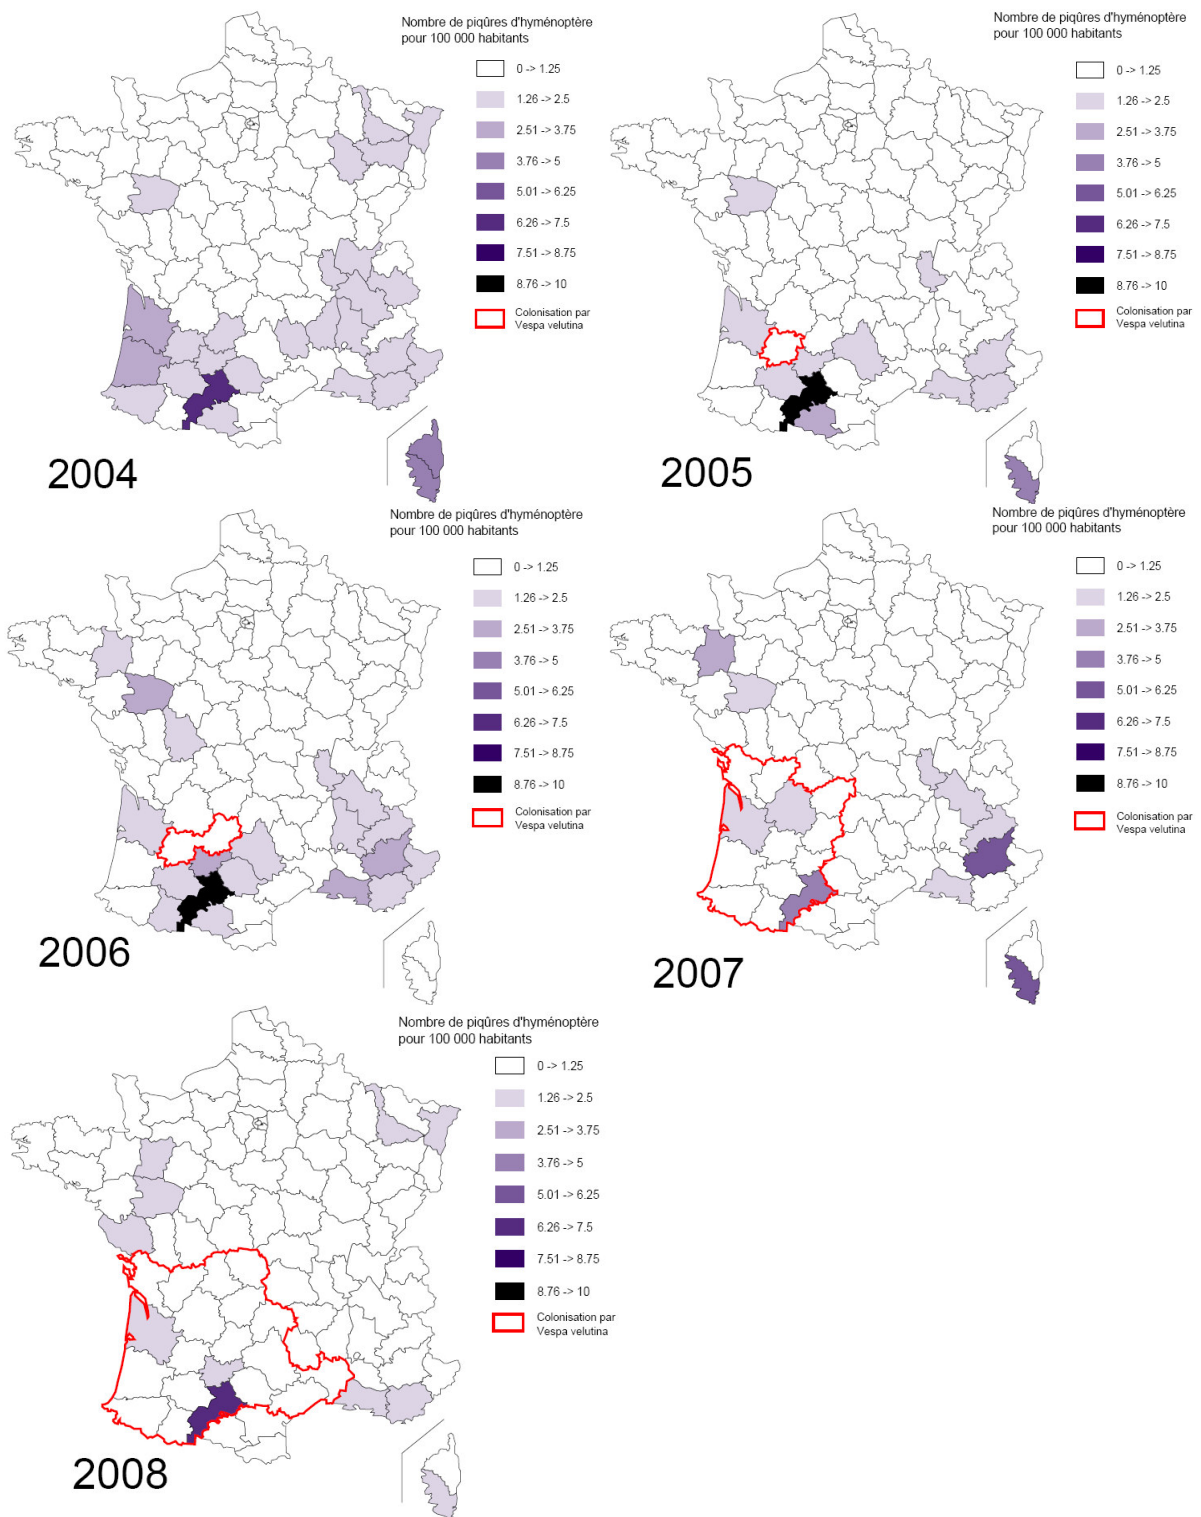 Nombre de piqûres d'hyménoptère
pour 100 000 habitants
0 -> 1.25
1.26 -> 2.5
2.51 -> 3.75
3.76 -> 5
5.01 -> 6.25
6.26 -> 7.5
7.51 -> 8.75
8.76 -> 10
Colonisation par
Vespa velutina
2004
Nombre de piqûres d'hyménoptère
pour 100 000 habitants
0 -> 1.25
1.26 -> 2.5
2.51 -> 3.75
3.76 -> 5
5.01 -> 6.25
6.26 -> 7.5
7.51 -> 8.75
8.76 -> 10
Colonisation par
Vespa velutina
2005
Nombre de piqûres d'hyménoptère
pour 100 000 habitants
0 -> 1.25
1.26 -> 2.5
2.51 -> 3.75
3.76 -> 5
5.01 -> 6.25
6.26 -> 7.5
7.51 -> 8.75
8.76 -> 10
Colonisation par
Vespa velutina
2006
Nombre de piqûres d'hyménoptère
pour 100 000 habitants
0 -> 1.25
1.26 -> 2.5
2.51 -> 3.75
3.76 -> 5
5.01 -> 6.25
6.26 -> 7.5
7.51 -> 8.75
8.76 -> 10
Colonisation par
Vespa velutina
2007
Nombre de piqûres d'hyménoptère
pour 100 000 habitants
0 -> 1.25
1.26 -> 2.5
2.51 -> 3.75
3.76 -> 5
5.01 -> 6.25
6.26 -> 7.5
7.51 -> 8.75
8.76 -> 10
Colonisation par
Vespa velutina
2008